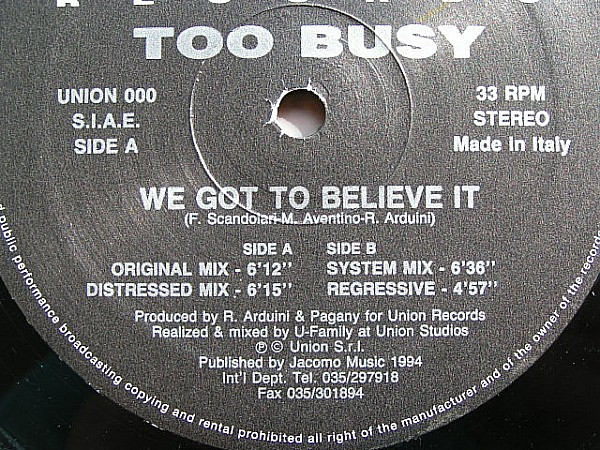 TOO BUSY
UNION 000
S.I.A.E.
SIDE A
33 RPM
STEREO
Made in Italy
WE GOT TO BELIEVE IT
(F. Scandolari-M. Aventino-R. Arduini)
SIDE A
ORIGINAL MIX - 6'12''
DISTRESSED MIX - 6'15''
SIDE B
SYSTEM MIX - 6'36''
REGRESSIVE - 4'57''
Produced by R. Arduini & Pagany for Union Records
Realized & mixed by U-Family at Union Studios
℗ © Union S.r.l.
Published by Jacomo Music 1994
Int'l Dept. Tel. 035/297918
Fax 035/301894
public performance broadcasting copying and rental prohibited all right of the manufacturer and of the owner of the